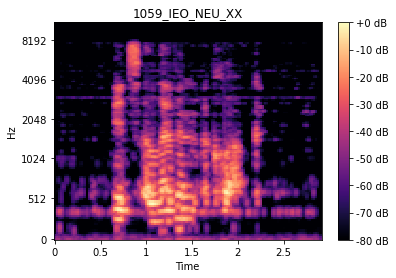 1059_IEO_NEU_XX
+0 dB
8192
-10 dB
4096
-20 dB
-30 dB
2048
-40 dB
Hz
1024
-50 dB
-60 dB
512
-70 dB
0
-80 dB
0 0.5 1 1.5 2 2.5
Time